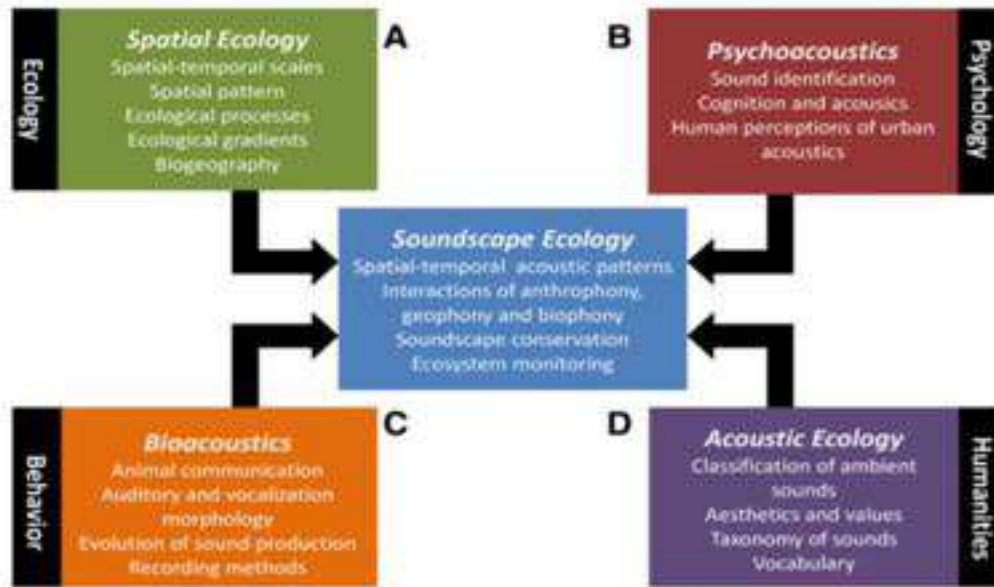 Ecology
Spatial Ecology
Spatial-temporal scales
Spatial pattern
Ecological processes
Ecological gradients
Biogeography
A
B
Psychoacoustics
Sound identification
Cognition and acousics
Human perceptions of urban
acoustics
Psychology
Soundscape Ecology
Spatial-temporal acoustic patterns
Interactions of anthrophony,
geophony and biophony
Soundscape conservation
Ecosystem monitoring
Behavior
Bioacoustics
Animal communication
Auditory and vocalization
morphology
Evolution of sound production
Recording methods
C
D
Acoustic Ecology
Classification of ambient
sounds
Aesthetics and values
Taxonomy of sounds
Vocabulary
Humanities